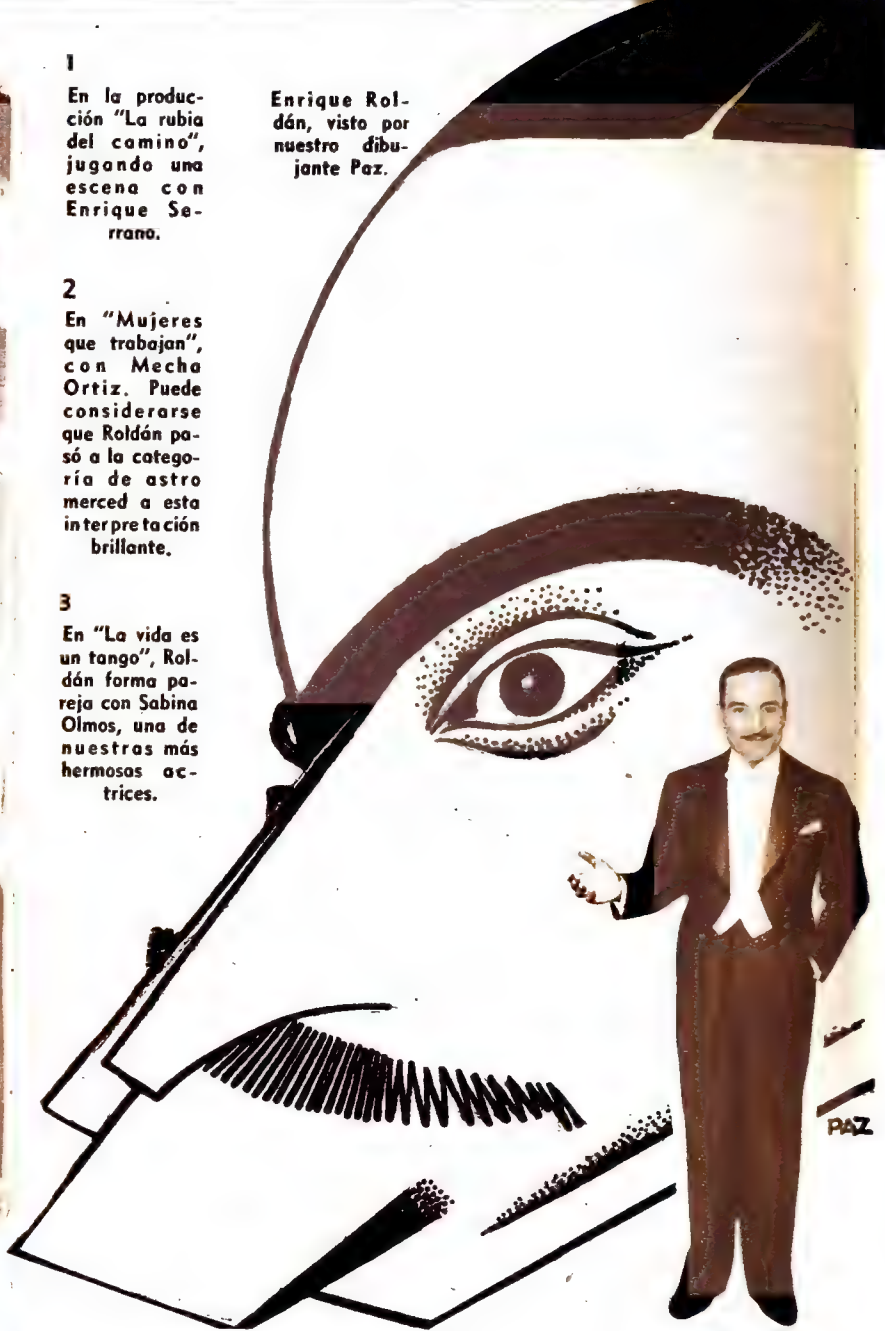 1
En la produc-
ción "La rubia
del camino",
jugando una
escena con
Enrique Se-
rrano.
Enrique Rol-
dán, visto por
nuestro dibu-
jante Paz.
2
En "Mujeres
que trabajan",
con Mecha
Ortiz. Puede
considerarse
que Roldán pa-
só a la catego-
ría de astro
merced a esta
interpretación
brillante.
3
En "La vida es
un tango", Rol-
dán forma pa-
reja con Sabina
Olmos, una de
nuestras más
hermosas ac-
trices.
PAZ